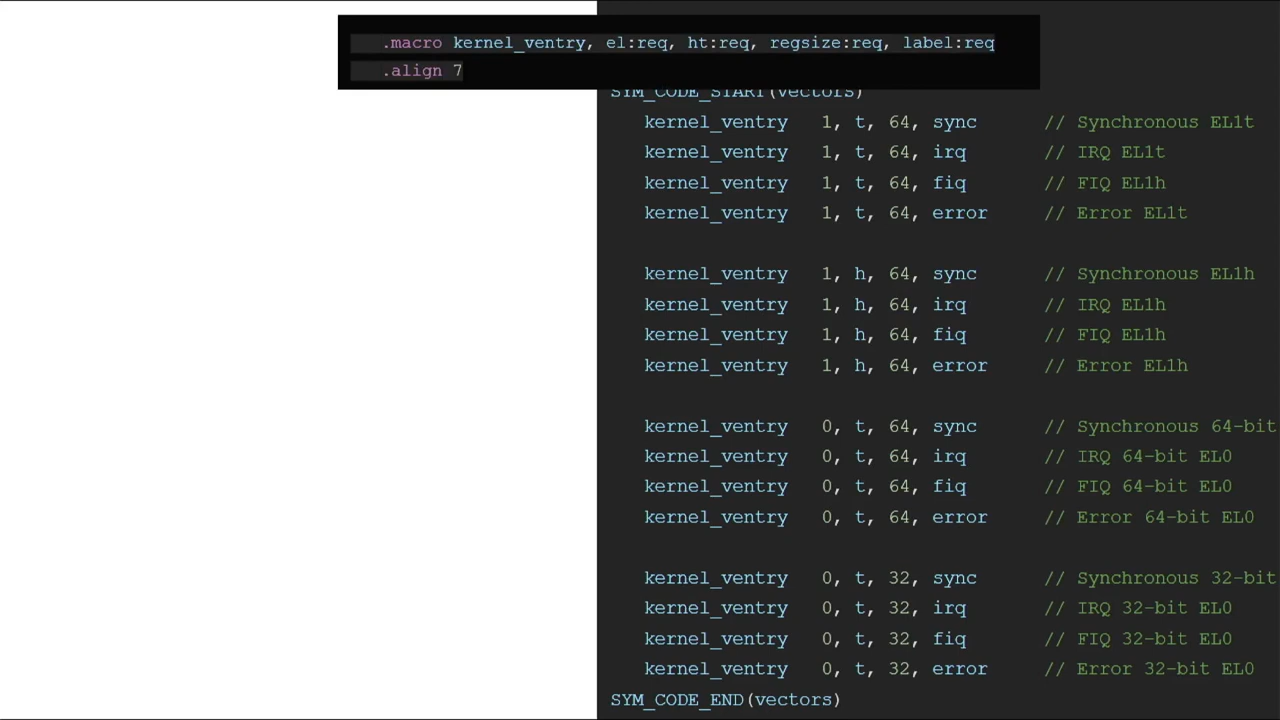 .macro kernel_ventry, el:req, ht:req, regsize:req, label:req
.align 7
SYM_CODE_START(vectors)
kernel_ventry 1, t, 64, sync // Synchronous EL1t
kernel_ventry 1, t, 64, irq // IRQ EL1t
kernel_ventry 1, t, 64, fiq // FIQ EL1h
kernel_ventry 1, t, 64, error // Error EL1t
kernel_ventry 1, h, 64, sync // Synchronous EL1h
kernel_ventry 1, h, 64, irq // IRQ EL1h
kernel_ventry 1, h, 64, fiq // FIQ EL1h
kernel_ventry 1, h, 64, error // Error EL1h
kernel_ventry 0, t, 64, sync // Synchronous 64-bit
kernel_ventry 0, t, 64, irq // IRQ 64-bit EL0
kernel_ventry 0, t, 64, fiq // FIQ 64-bit EL0
kernel_ventry 0, t, 64, error // Error 64-bit EL0
kernel_ventry 0, t, 32, sync // Synchronous 32-bit
kernel_ventry 0, t, 32, irq // IRQ 32-bit EL0
kernel_ventry 0, t, 32, fiq // FIQ 32-bit EL0
kernel_ventry 0, t, 32, error // Error 32-bit EL0
SYM_CODE_END(vectors)